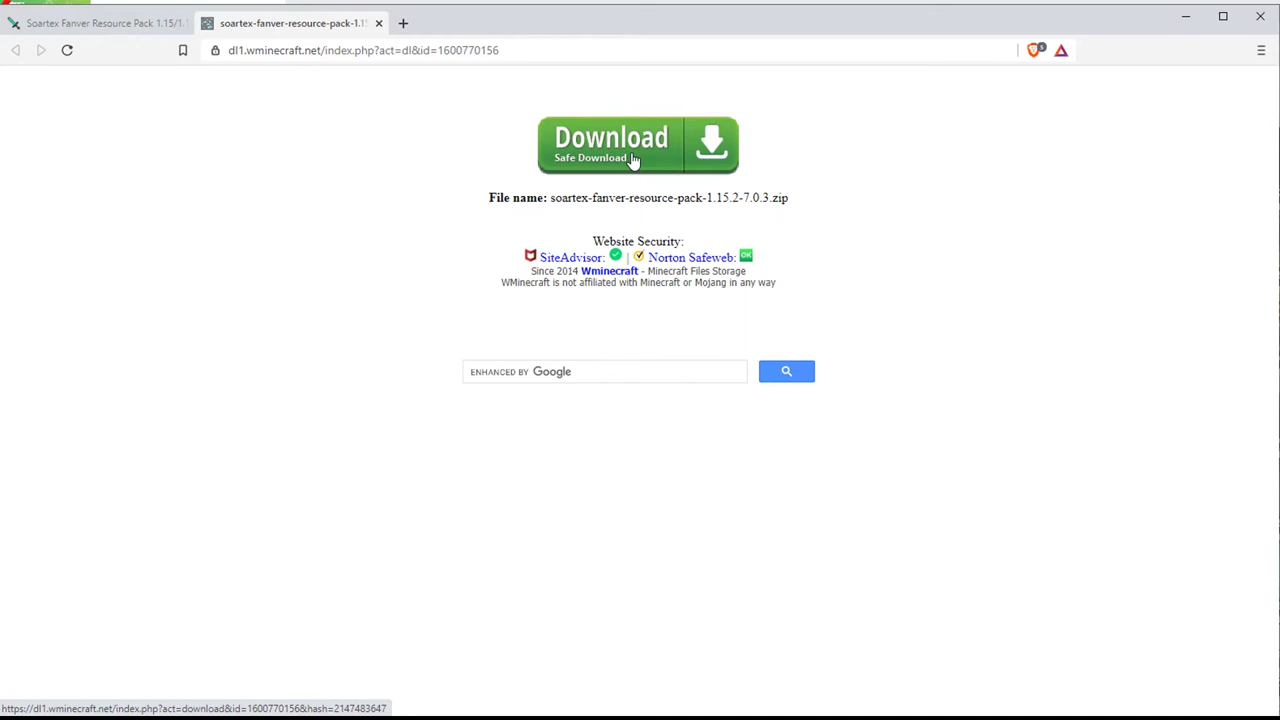 Soartex Fanver Resource Pack 1.15/1.1
soartex-fanver-resource-pack-1.15
dl1.wminecraft.net/index.php?act=dl&id=1600770156
5
Download
Safe Download
File name: soartex-fanver-resource-pack-1.15.2-7.0.3.zip
Website Security:
SiteAdvisor: | Norton Safeweb: OK
Since 2014 Wminecraft - Minecraft Files Storage
WMinecraft is not affiliated with Minecraft or Mojang in any way
ENHANCED BY Google
https://dl1.wminecraft.net/index.php?act=download&id=1600770156&hash=2147483647